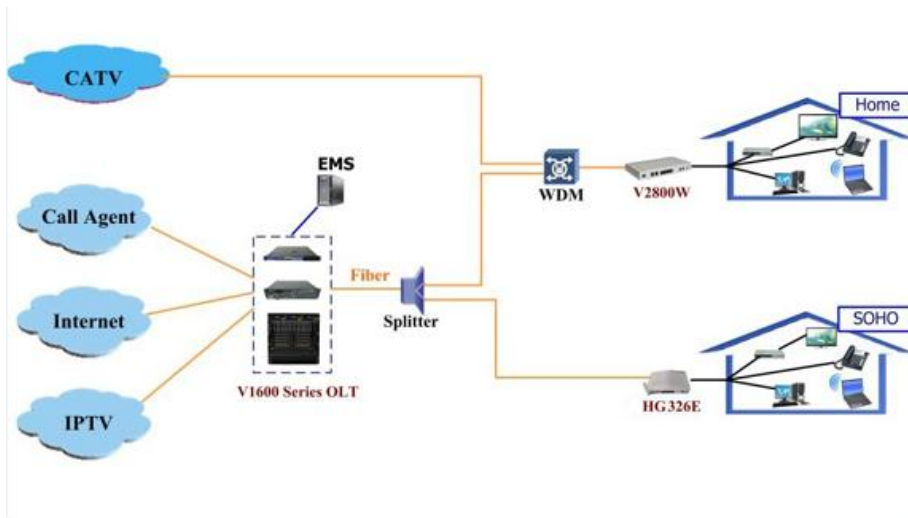 CATV
Home
EMS
WDM
V2800W
Call Agent
Fiber
Internet
Splitter
SOHO
V1600 Series OLT
HG326E
IPTV